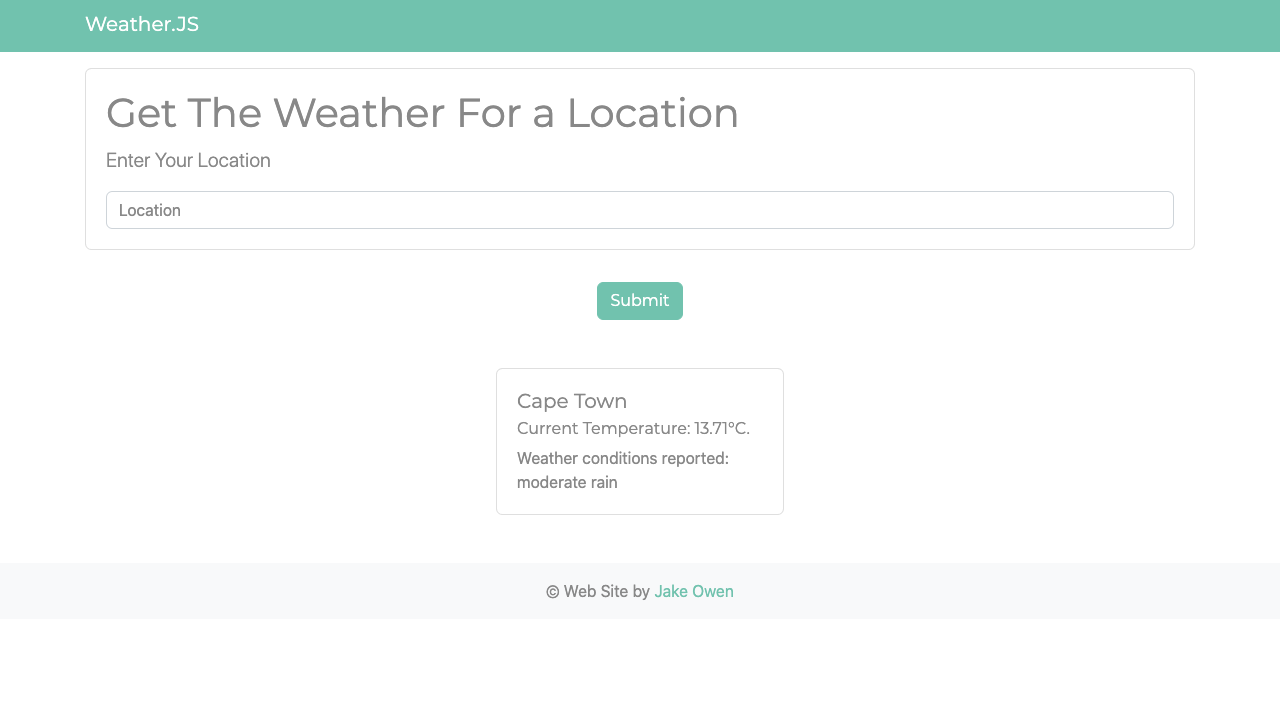 Weather.JS
Get The Weather For a Location
Enter Your Location
Location
Submit
Cape Town
Current Temperature: 13.71°C.
Weather conditions reported:
moderate rain
© Web Site by Jake Owen